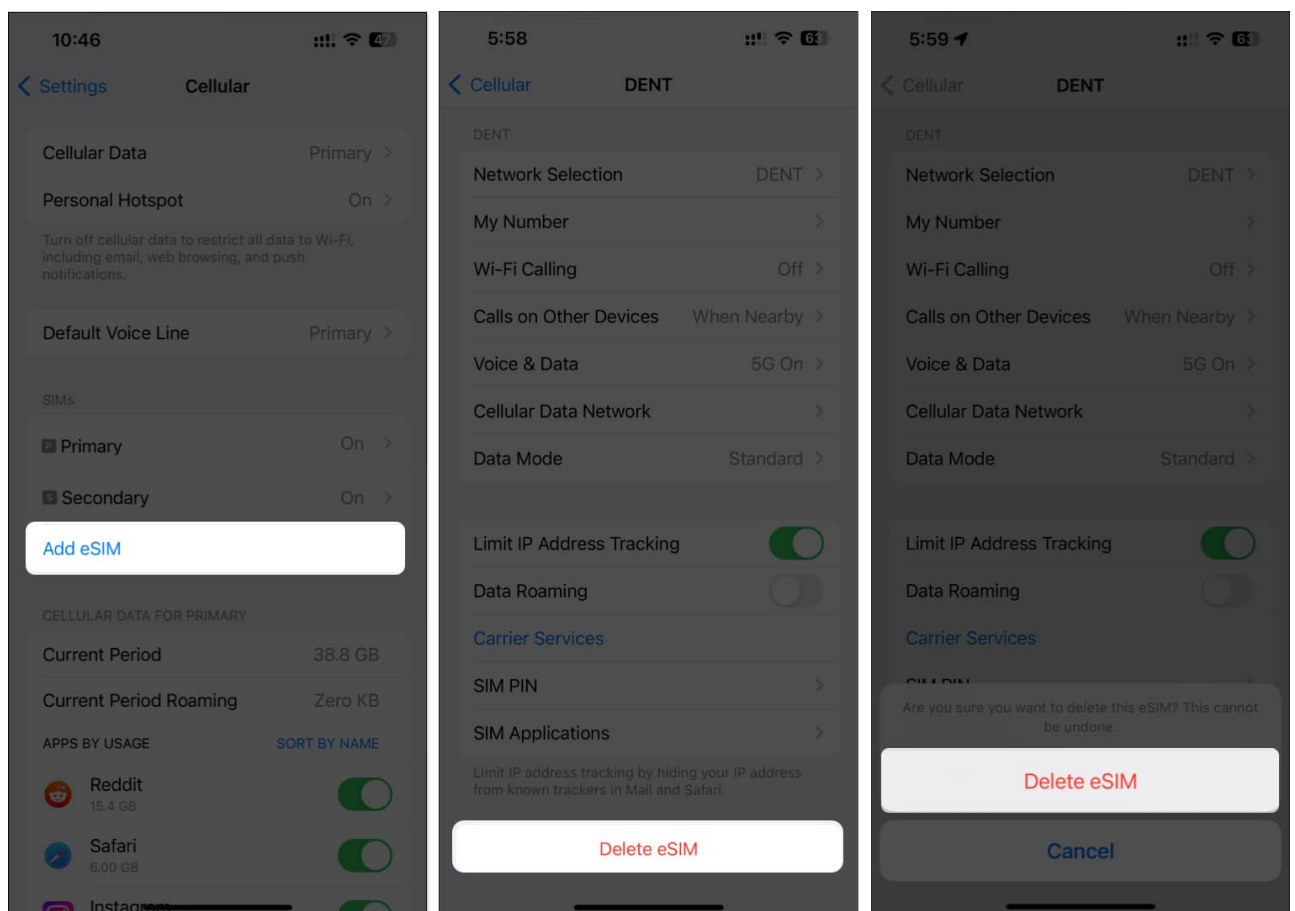 10:46
47
Settings
Cellular
Cellular Data
Primary
Personal Hotspot
On
Turn off cellular data to restrict all data to Wi-Fi,
including email, web browsing, and push
notifications.
Default Voice Line
Primary
SIMs
P Primary
On
S Secondary
On
Add eSIM
CELLULAR DATA FOR PRIMARY
Current Period
38.8 GB
Current Period Roaming
Zero KB
APPS BY USAGE
SORT BY NAME
Reddit
15.4 GB
Safari
6.00 GB
Instagram
5:58
63
Cellular
DENT
DENT
Network Selection
DENT
My Number
Wi-Fi Calling
Off
Calls on Other Devices
When Nearby
Voice & Data
5G On
Cellular Data Network
Data Mode
Standard
Limit IP Address Tracking
Data Roaming
Carrier Services
SIM PIN
SIM Applications
Limit IP address tracking by hiding your IP address
from known trackers in Mail and Safari.
Delete eSIM
5:59
63
Cellular
DENT
DENT
Network Selection
DENT
My Number
Wi-Fi Calling
Off
Calls on Other Devices
When Nearby
Voice & Data
5G On
Cellular Data Network
Data Mode
Standard
Limit IP Address Tracking
Data Roaming
Carrier Services
SIM PIN
Are you sure you want to delete this eSIM? This cannot
be undone.
Delete eSIM
Cancel